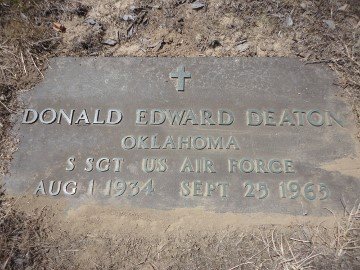 DONALD EDWARD DEATON
OKLAHOMA
S SGT US AIR FORCE
AUG 1 1934 SEPT 25 1965